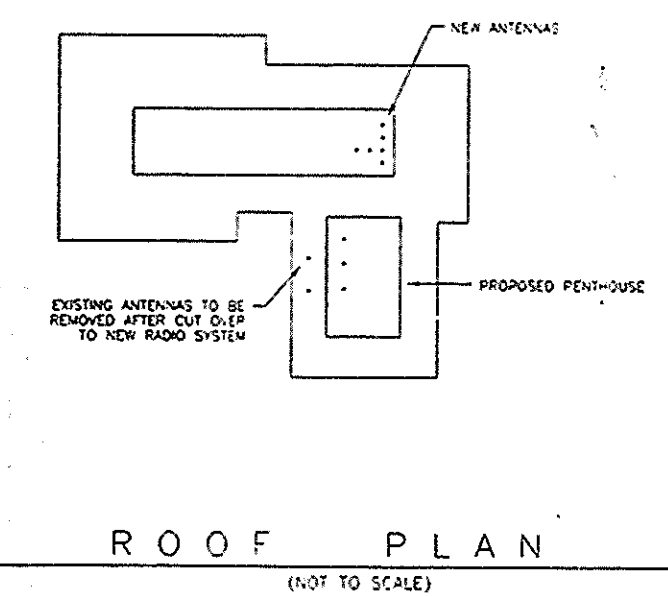 NEW ANTENNAS
PROPOSED PENTHOUSE
EXISTING ANTENNAS TO BE
REMOVED AFTER CUT OVER
TO NEW RADIO SYSTEM
ROOF PLAN
(NOT TO SCALE)